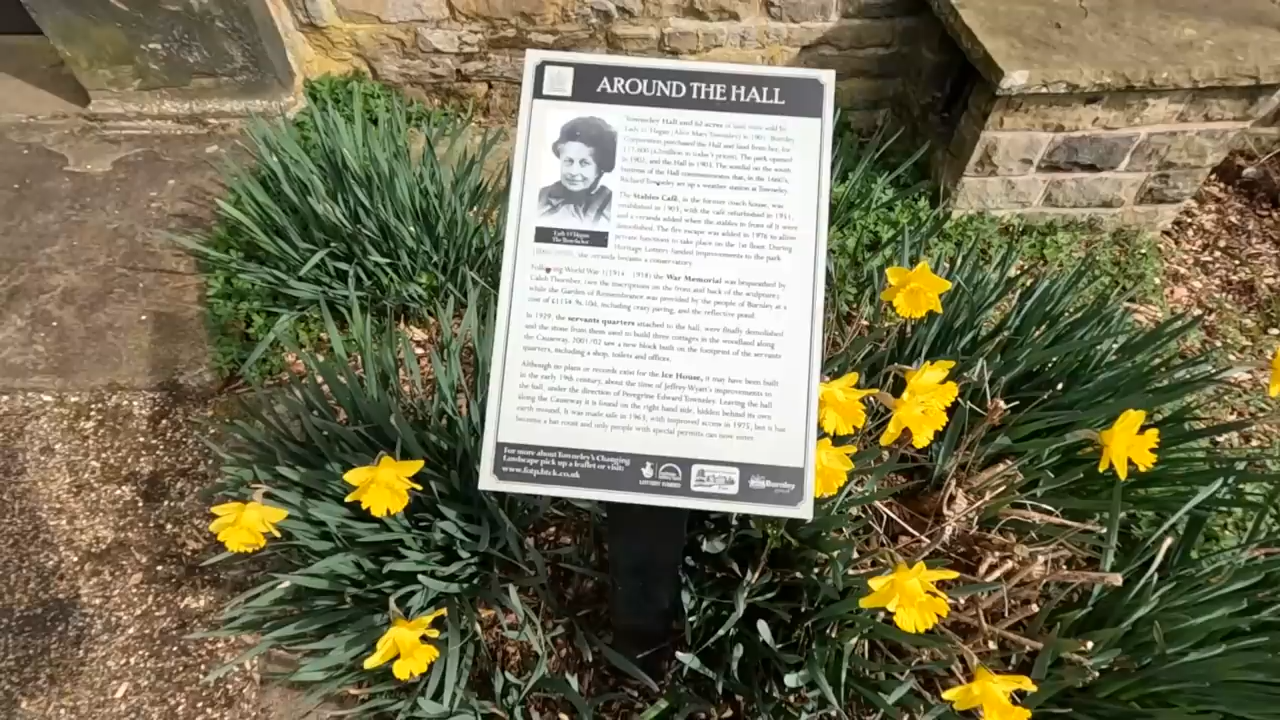 AROUND THE HALL
Towneley Hall and 62 acres of land were sold by
Lady O'Hagan (Alice Mary Towneley) in 1901. Burnley
Corporation purchased the Hall and land from her, for
in today's prices). The park opened
in 1902, and the Hall in 1903. The sundial on the south
frontage of the Hall commemorates that, in the 1660's,
Richard Towneley set up a weather station at Towneley.
The Stables Café, in the former coach house, was
established in 1903, with the café refurbished in 1951,
and a veranda added when the stables in front of it were
demolished. The fire escape was added in 1976 to allow
private functions to take place on the 1st floor. During
Heritage Lottery funded improvements to the park
the veranda became a conservatory.
Lady O'Hagan
Following World War I (1914 - 1918) the War Memorial was bequeathed by
Caleb Thornber, (see the inscriptions on the front and back of the sculpture)
while the Garden of Remembrance was provided by the people of Burnley at a
cost of £1154 9s 10d, including crazy paving, and the reflective pond.
In 1929, the servants quarters attached to the hall, were finally demolished
and the stone from them used to build three cottages in the woodland along
the Causeway. 2001/02 saw a new block built on the footprint of the servants
quarters, including a shop, toilets and offices.
Although no plans or records exist for the Ice House, it may have been built
in the early 19th century, about the time of Jeffrey Wyatt's improvements to
the hall, under the direction of Peregrine Edward Towneley. Leaving the hall
along the Causeway it is found on the right hand side, hidden behind its own
earth mound. It was made safe in 1963, with improved access in 1975, but it has
become a bat roost and only people with special permits can now enter.
For more about Towneley's Changing
Landscape pick up a leaflet or visit:
www.fotp.btck.co.uk
LOTTERY FUNDED
Burnley